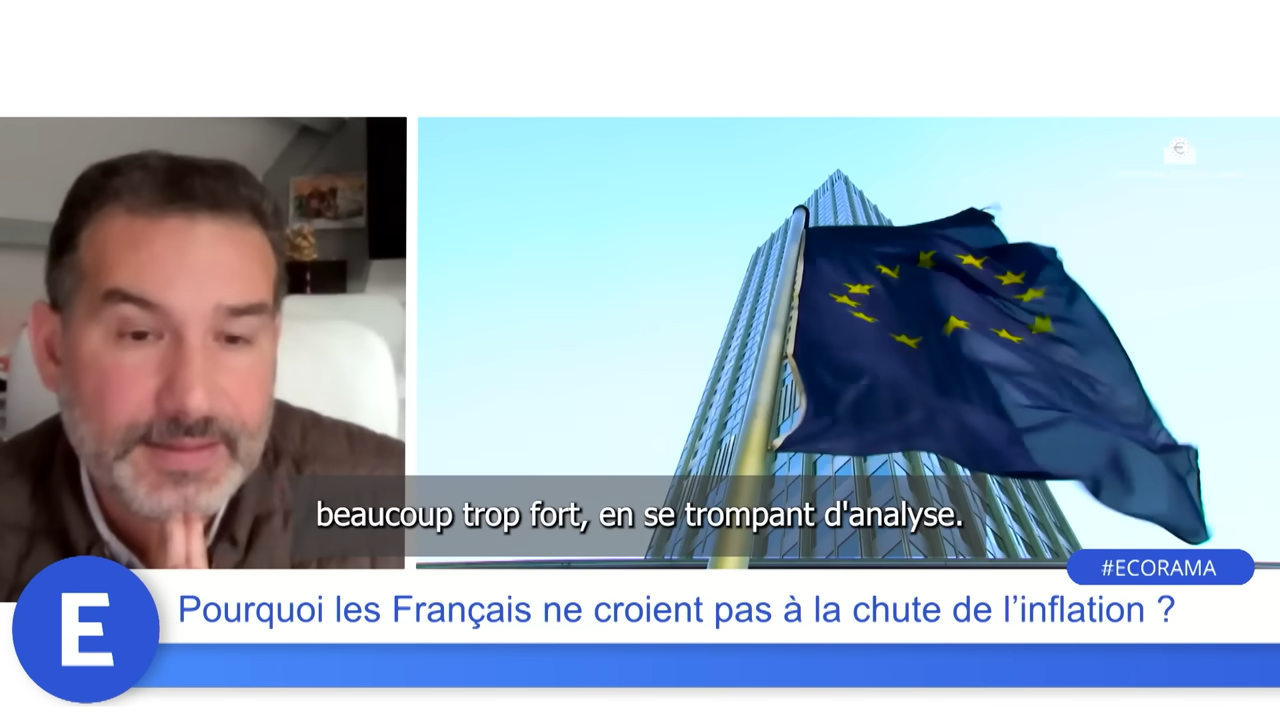 €
beaucoup trop fort, en se trompant d'analyse.
#ECORAMA
E
Pourquoi les Français ne croient pas à la chute de l’inflation ?